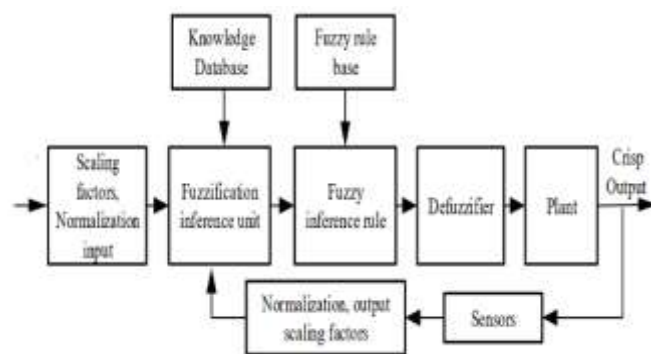 Knowledge
Database
Fuzzy rule
base
Scaling
factors,
Normalization
input
Fuzzification
inference unit
Fuzzy
inference rule
Defuzzifier
Plant
Crisp
Output
Normalization, output
scaling factors
Sensors